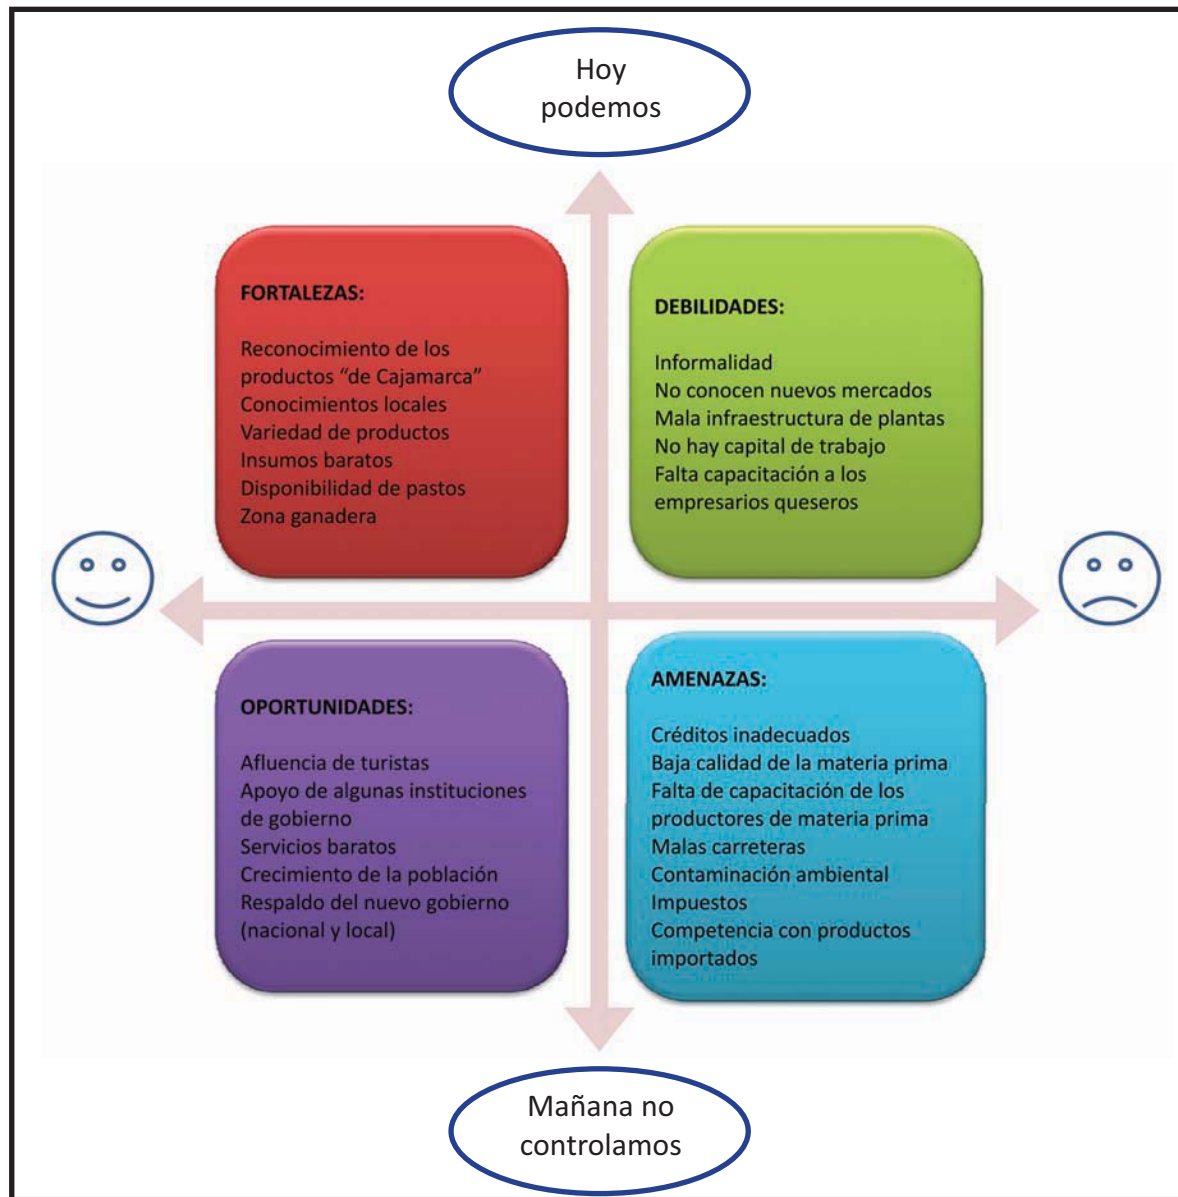 Hoy
podemos
FORTALEZAS:
Reconocimiento de los
productos “de Cajamarca”
Conocimientos locales
Variedad de productos
Insumos baratos
Disponibilidad de pastos
Zona ganadera
DEBILIDADES:
Informalidad
No conocen nuevos mercados
Mala infraestructura de plantas
No hay capital de trabajo
Falta capacitación a los
empresarios queseros
OPORTUNIDADES:
Afluencia de turistas
Apoyo de algunas instituciones
de gobierno
Servicios baratos
Crecimiento de la población
Respaldo del nuevo gobierno
(nacional y local)
AMENAZAS:
Créditos inadecuados
Baja calidad de la materia prima
Falta de capacitación de los
productores de materia prima
Malas carreteras
Contaminación ambiental
Impuestos
Competencia con productos
importados
Mañana no
controlamos